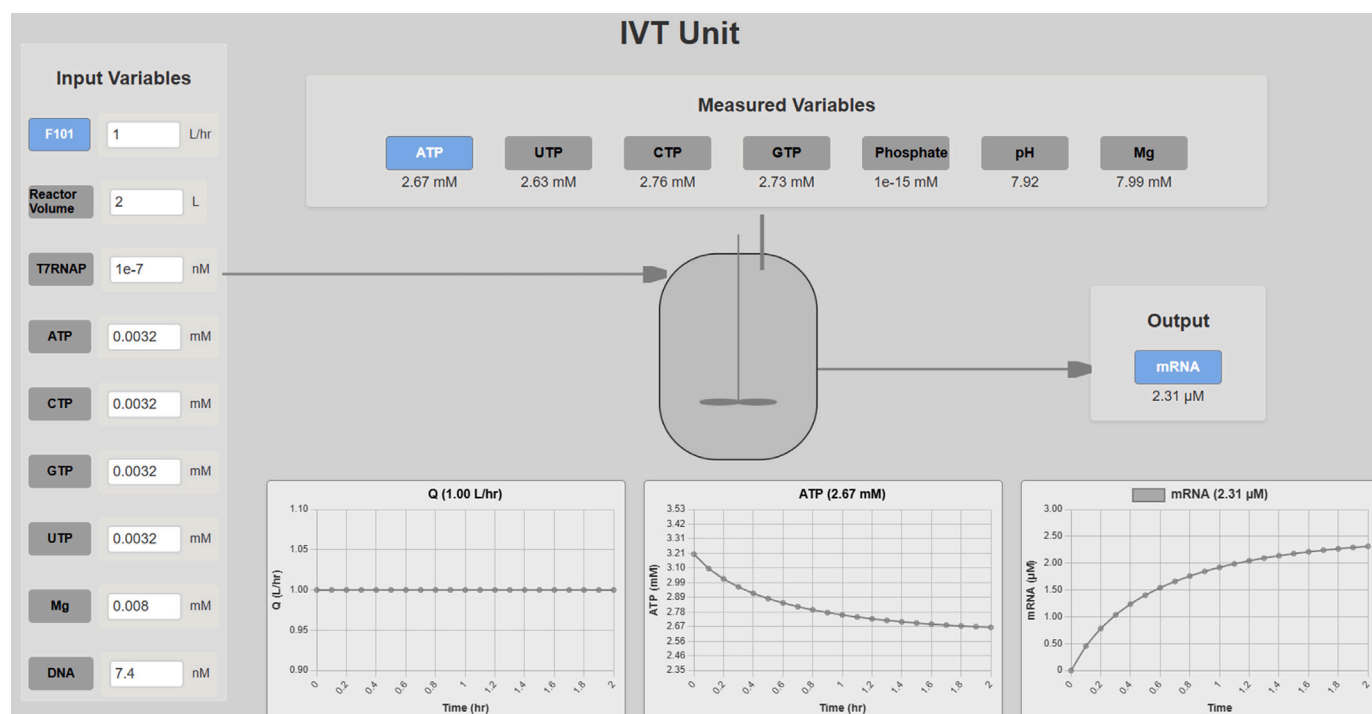 IVT Unit
Input Variables
F101 1 L/hr
Reactor Volume 2 L
T7RNAP 1e-7 nM
ATP 0.0032 mM
CTP 0.0032 mM
GTP 0.0032 mM
UTP 0.0032 mM
Mg 0.008 mM
DNA 7.4 nM
Measured Variables
ATP UTP CTP GTP Phosphate pH Mg
2.67 mM 2.63 mM 2.76 mM 2.73 mM 1e-15 mM 7.92 7.99 mM
Output
mRNA
2.31 μM
Q (1.00 L/hr)
Q (L/hr)
1.10
1.05
1.00
0.95
0.90
0 0.2 0.4 0.6 0.8 1 1.2 1.4 1.6 1.8 2
Time (hr)
ATP (2.67 mM)
ATP (mM)
3.53
3.42
3.31
3.21
3.10
2.99
2.89
2.78
2.67
2.56
2.46
2.35
0 0.2 0.4 0.6 0.8 1 1.2 1.4 1.6 1.8 2
Time (hr)
mRNA (2.31 μM)
mRNA (μM)
3.00
2.50
2.00
1.50
1.00
0.50
0
0 0.2 0.4 0.6 0.8 1 1.2 1.4 1.6 1.8 2
Time